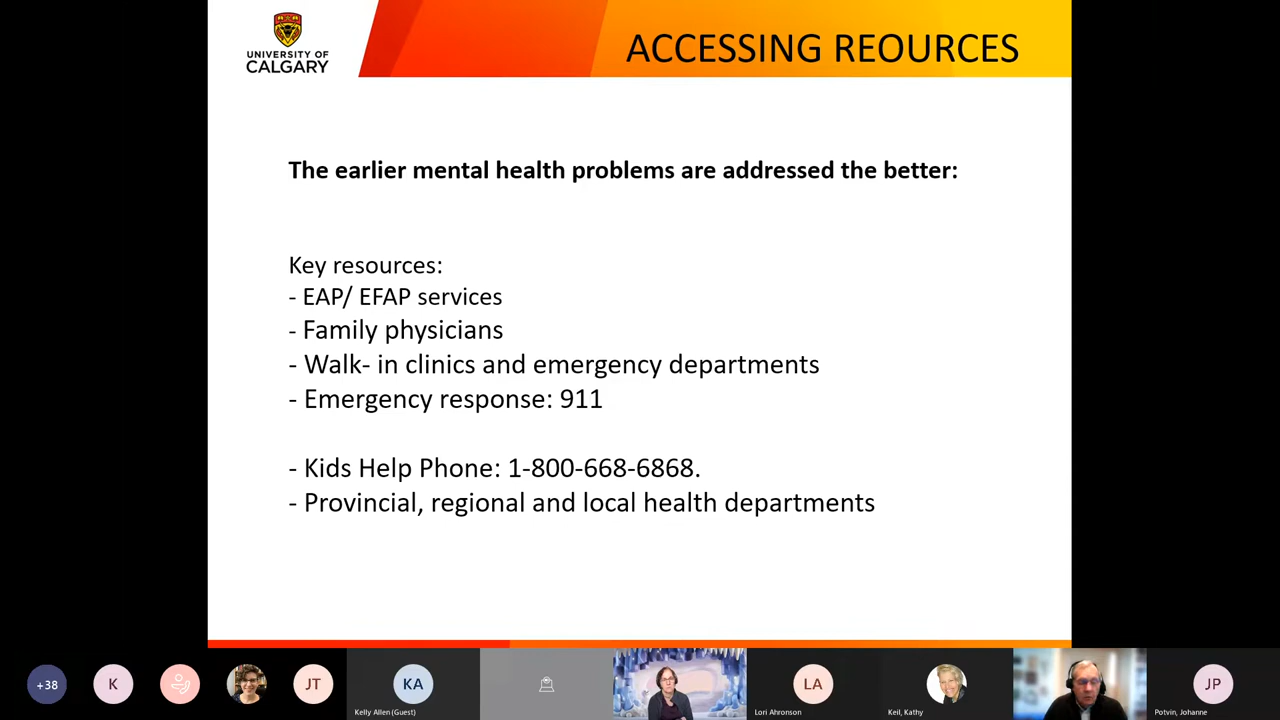 UNIVERSITY OF
CALGARY
ACCESSING REOURCES
The earlier mental health problems are addressed the better:
Key resources:
- EAP/ EFAP services
- Family physicians
- Walk- in clinics and emergency departments
- Emergency response: 911
- Kids Help Phone: 1-800-668-6868.
- Provincial, regional and local health departments
+38
K
JT
KA
LA
JP
Kelly Allen (Guest)
Lori Ahronson
Keil, Kathy
Potvin, Johanne